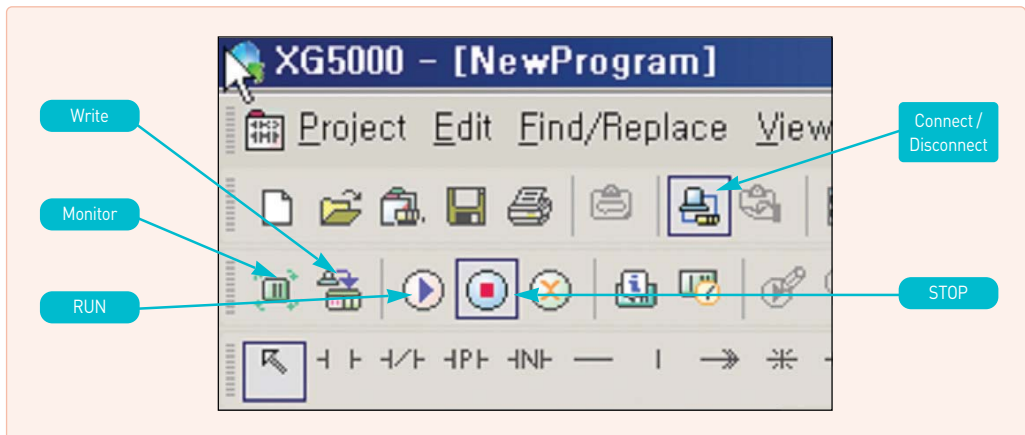 XG5000 - [NewProgram]
Write
Project Edit Find/Replace View
Connect /
Disconnect
Monitor
RUN
STOP
P
N